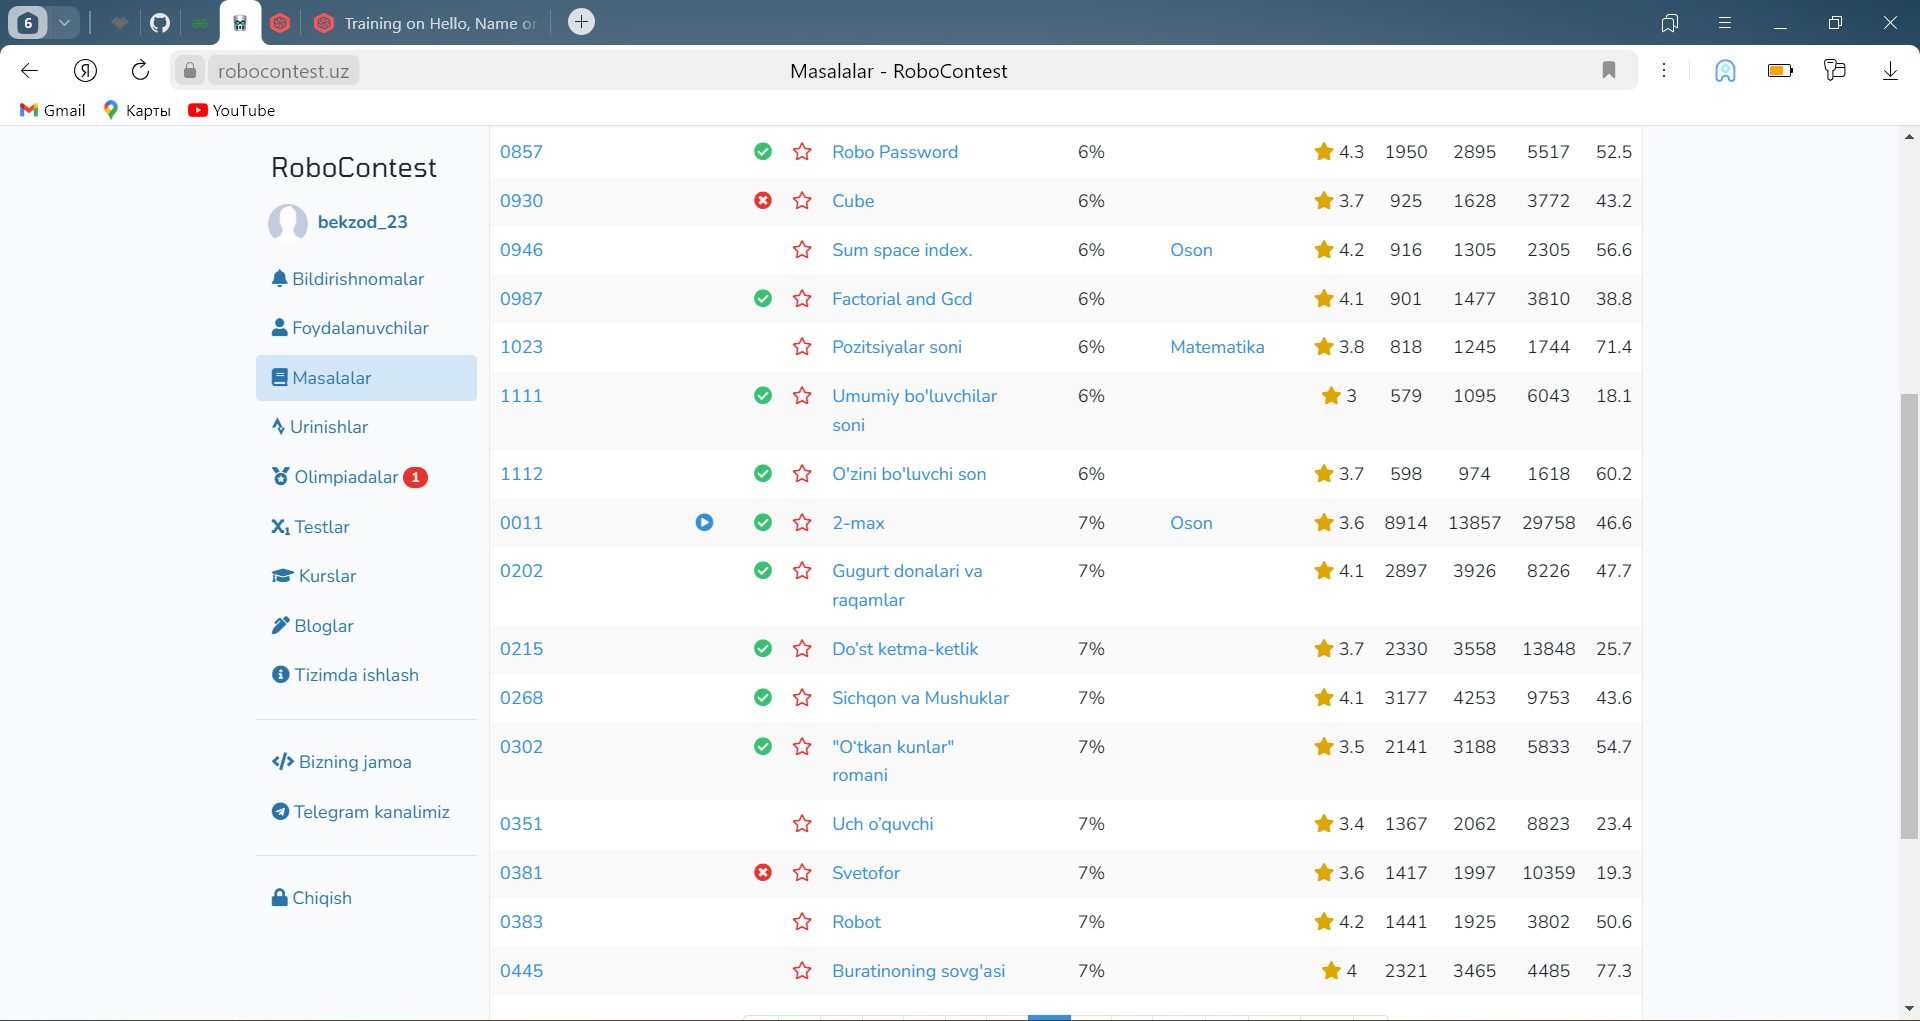 6
Training on Hello, Name or
robocontest.uz
Masalalar - RoboContest
Gmail Карты YouTube
RoboContest
bekzod_23
Bildirishnomalar
Foydalanuvchilar
Masalalar
Urinishlar
Olimpiadalar 1
Testlar
Kurslar
Bloglar
Tizimda ishlash
Bizning jamoa
Telegram kanalimiz
Chiqish
0857 Robo Password 6% 4.3 1950 2895 5517 52.5
0930 Cube 6% 3.7 925 1628 3772 43.2
0946 Sum space index. 6% Oson 4.2 916 1305 2305 56.6
0987 Factorial and Gcd 6% 4.1 901 1477 3810 38.8
1023 Pozitsiyalar soni 6% Matematika 3.8 818 1245 1744 71.4
1111 Umumiy bo'luvchilar 6% 3 579 1095 6043 18.1
soni
1112 O'zini bo'luvchi son 6% 3.7 598 974 1618 60.2
0011 2-max 7% Oson 3.6 8914 13857 29758 46.6
0202 Gugurt donalari va 7% 4.1 2897 3926 8226 47.7
raqamlar
0215 Do’st ketma-ketlik 7% 3.7 2330 3558 13848 25.7
0268 Sichqon va Mushuklar 7% 4.1 3177 4253 9753 43.6
0302 "O‘tkan kunlar" 7% 3.5 2141 3188 5833 54.7
romani
0351 Uch o’quvchi 7% 3.4 1367 2062 8823 23.4
0381 Svetofor 7% 3.6 1417 1997 10359 19.3
0383 Robot 7% 4.2 1441 1925 3802 50.6
0445 Buratinoning sovg'asi 7% 4 2321 3465 4485 77.3